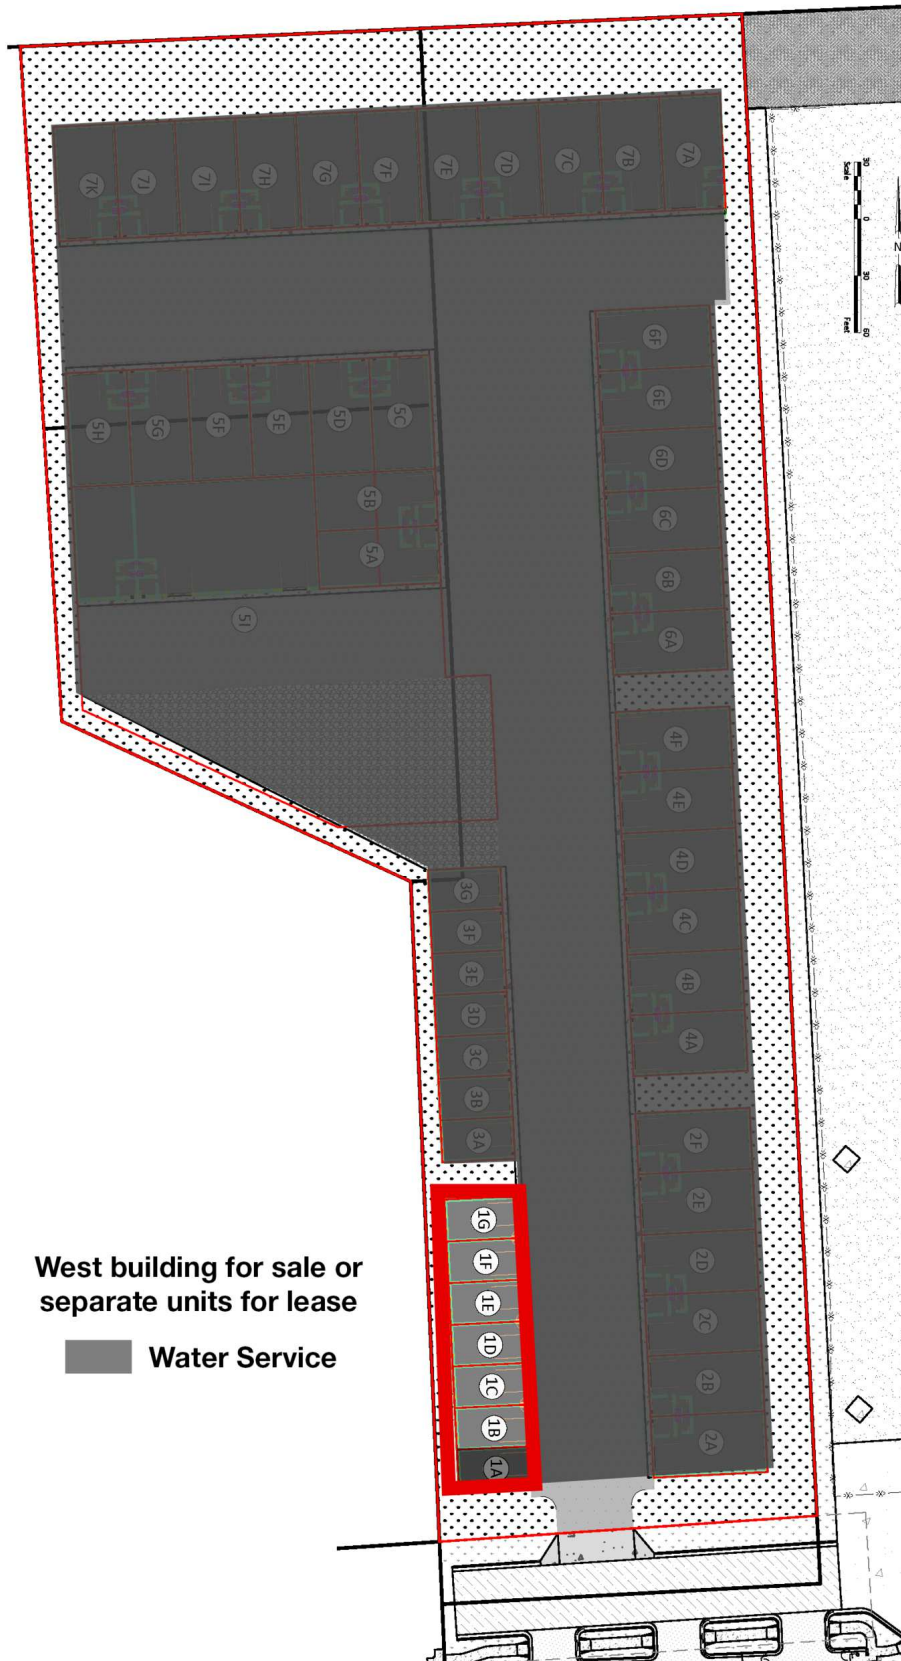 7K
7J
7I
7H
7G
7F
7E
7D
7C
7B
7A
30
0
30
60
Scale
Feet
N
6F
6E
6D
6C
6B
6A
5H
5G
5F
5E
5D
5C
5B
5A
5I
4F
4E
4D
4C
4B
4A
3G
3F
3E
3D
3C
3B
3A
2F
2E
2D
2C
2B
2A
1G
1F
1E
1D
1C
1B
1A
West building for sale or
separate units for lease
Water Service